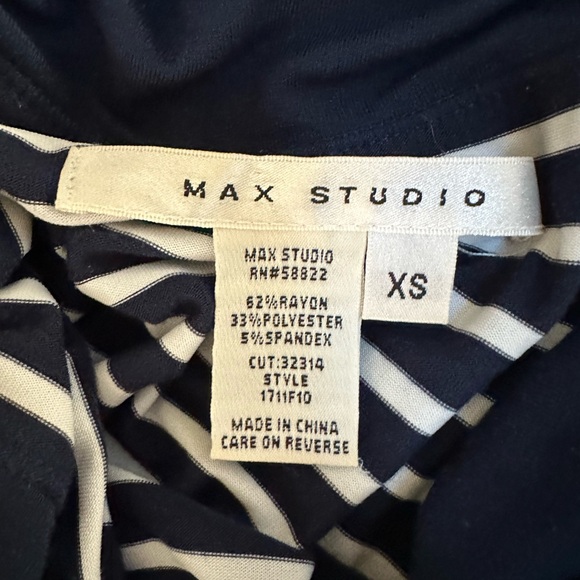 MAX STUDIO
MAX STUDIO
RN#58822
62%RAYON
33%POLYESTER
5%SPANDEX
CUT:32314
STYLE
1711F10
MADE IN CHINA
CARE ON REVERSE
XS